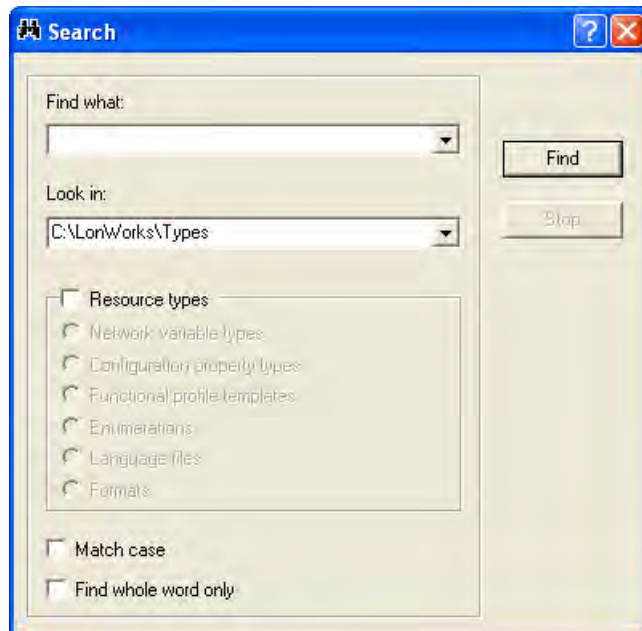 Search
Find what:
Find
Look in:
Stop
C:\LonWorks\Types
Resource types
Network variable types
Configuration property types
Functional profile templates
Enumerations
Language files
Formats
Match case
Find whole word only